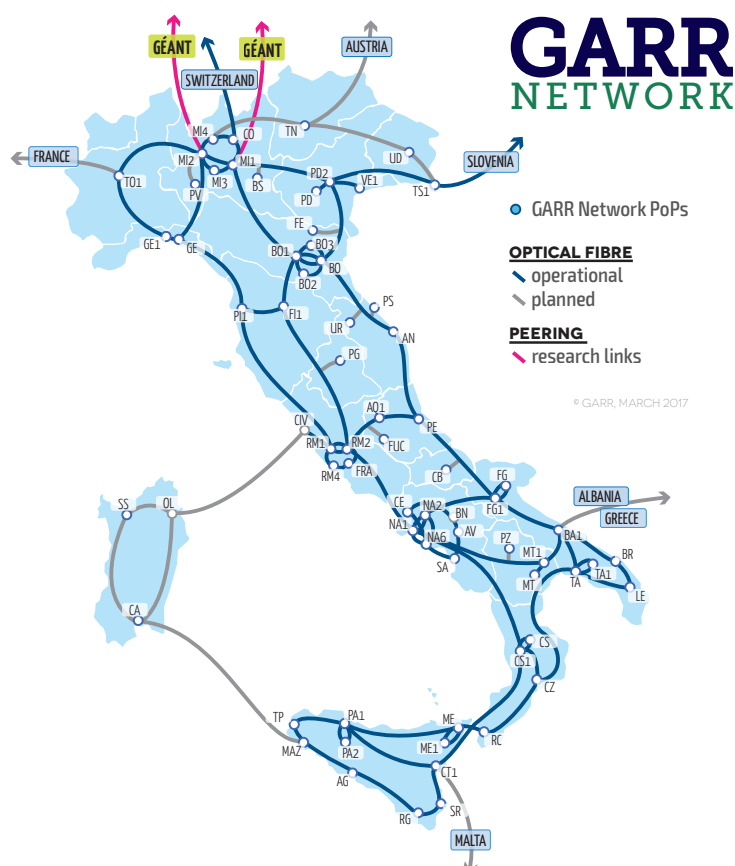 GARR
NETWORK
GÉANT
GÉANT
AUSTRIA
SWITZERLAND
FRANCE
SLOVENIA
MI4
CO
TN
UD
MI2
MI1
MI3
BS
PV
TO1
PD2
PD
VE1
TS1
GARR Network PoPs
OPTICAL FIBRE
operational
planned
PEERING
research links
© GARR, MARCH 2017
FE
GE1
GE
BO1
BO3
BO
BO2
PI1
FI1
PS
UR
AN
PG
AQ1
PE
CIV
RM1
RM2
FUC
RM4
FRA
CB
FG
FG1
ALBANIA
GREECE
SS
OL
CE
NA2
BN
NA1
AV
NA6
SA
PZ
MT1
BA1
MT
BR
TA1
TA
LE
CA
CS
CS1
CZ
TP
PA1
ME
RC
MAZ
PA2
ME1
CT1
AG
RG
SR
MALTA